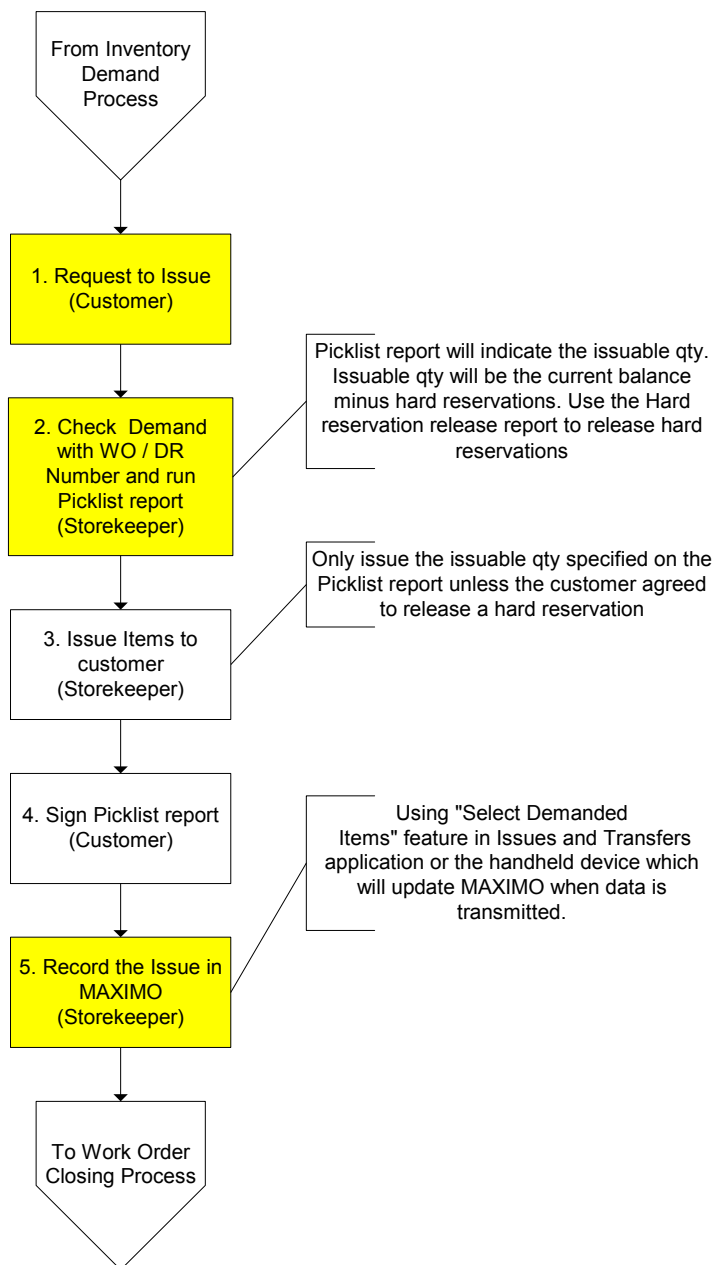 From Inventory
Demand
Process
1. Request to Issue
(Customer)
Picklist report will indicate the issuable qty.
Issuable qty will be the current balance
minus hard reservations. Use the Hard
reservation release report to release hard
reservations
2. Check Demand
with WO / DR
Number and run
Picklist report
(Storekeeper)
Only issue the issuable qty specified on the
Picklist report unless the customer agreed
to release a hard reservation
3. Issue Items to
customer
(Storekeeper)
4. Sign Picklist report
(Customer)
Using "Select Demanded
Items" feature in Issues and Transfers
application or the handheld device which
will update MAXIMO when data is
transmitted.
5. Record the Issue in
MAXIMO
(Storekeeper)
To Work Order
Closing Process